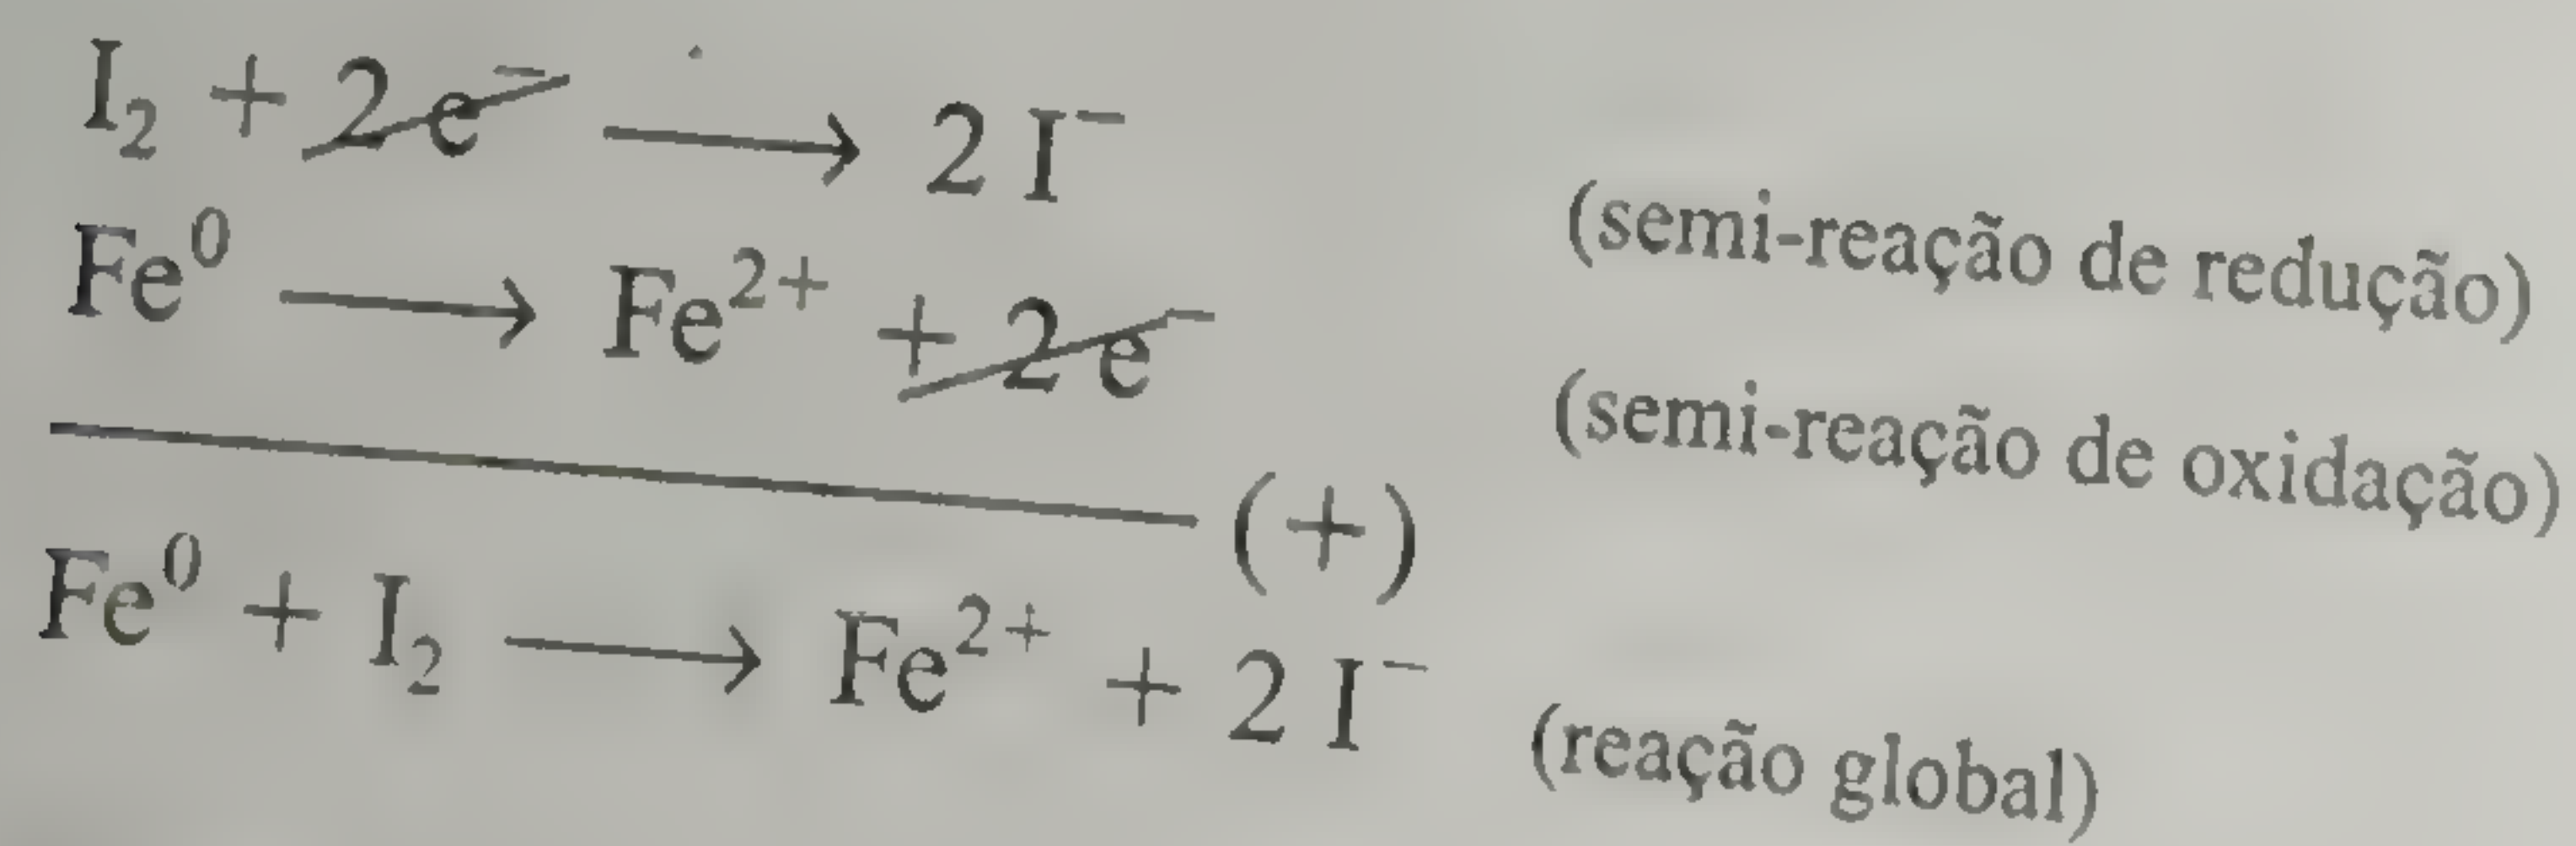 I₂ + 2 e⁻ ⟶ 2 I⁻ (semi-reação de redução)
Fe⁰ ⟶ Fe²⁺ + 2 e⁻ (semi-reação de oxidação)
(+)
Fe⁰ + I₂ ⟶ Fe²⁺ + 2 I⁻ (reação global)